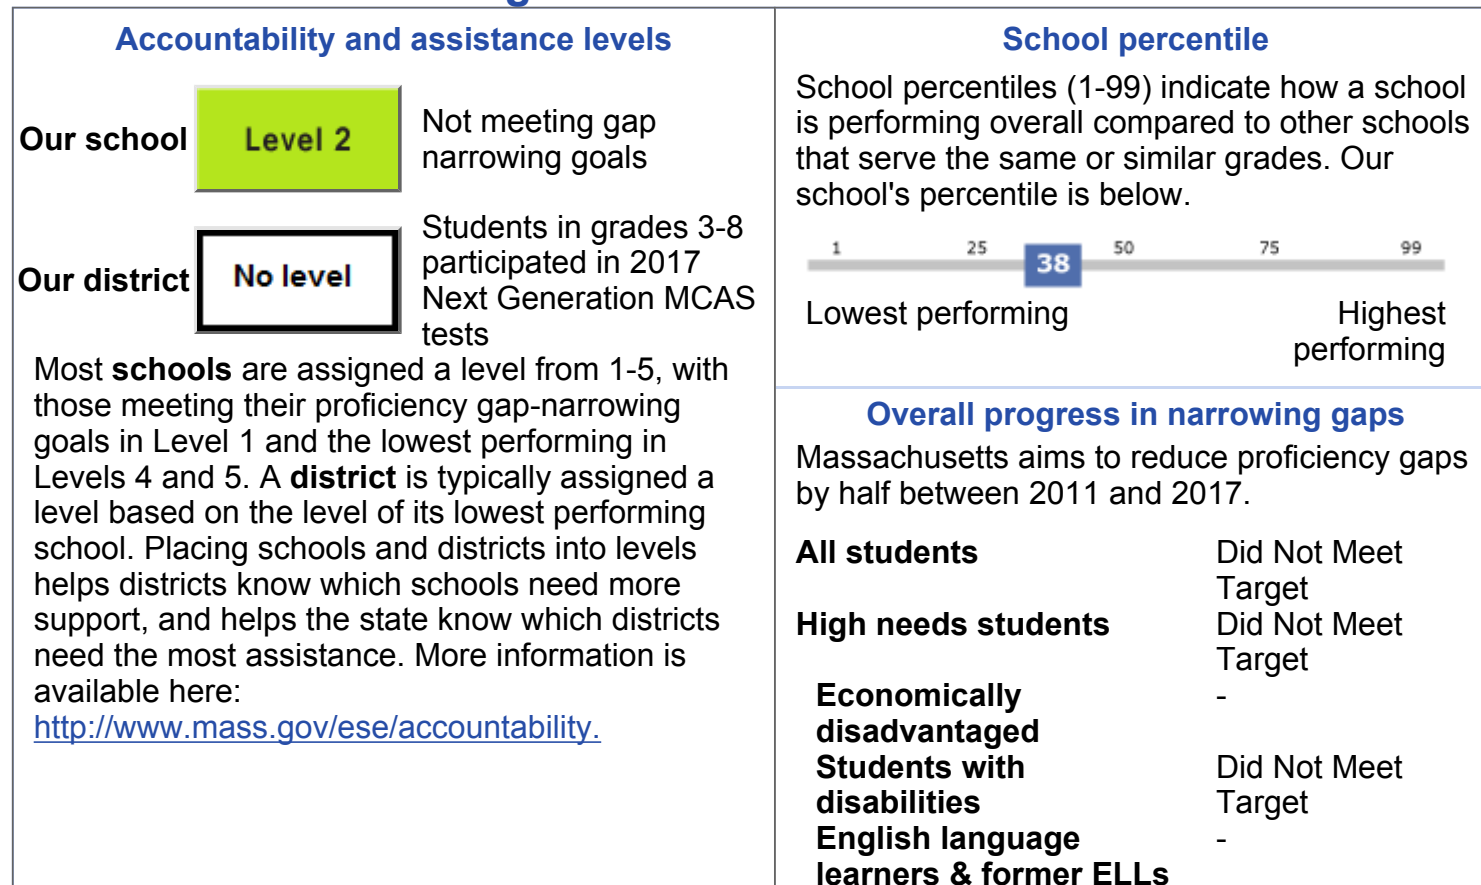 Accountability and assistance levels
Our school
Level 2
Not meeting gap
narrowing goals
Our district
No level
Students in grades 3-8
participated in 2017
Next Generation MCAS
tests
Most schools are assigned a level from 1-5, with
those meeting their proficiency gap-narrowing
goals in Level 1 and the lowest performing in
Levels 4 and 5. A district is typically assigned a
level based on the level of its lowest performing
school. Placing schools and districts into levels
helps districts know which schools need more
support, and helps the state know which districts
need the most assistance. More information is
available here:
http://www.mass.gov/ese/accountability.
School percentile
School percentiles (1-99) indicate how a school
is performing overall compared to other schools
that serve the same or similar grades. Our
school's percentile is below.
1 25 38 50 75 99
Lowest performing
Highest
performing
Overall progress in narrowing gaps
Massachusetts aims to reduce proficiency gaps
by half between 2011 and 2017.
All students Did Not Meet
Target
High needs students Did Not Meet
Target
Economically -
disadvantaged
Students with Did Not Meet
disabilities Target
English language -
learners & former ELLs